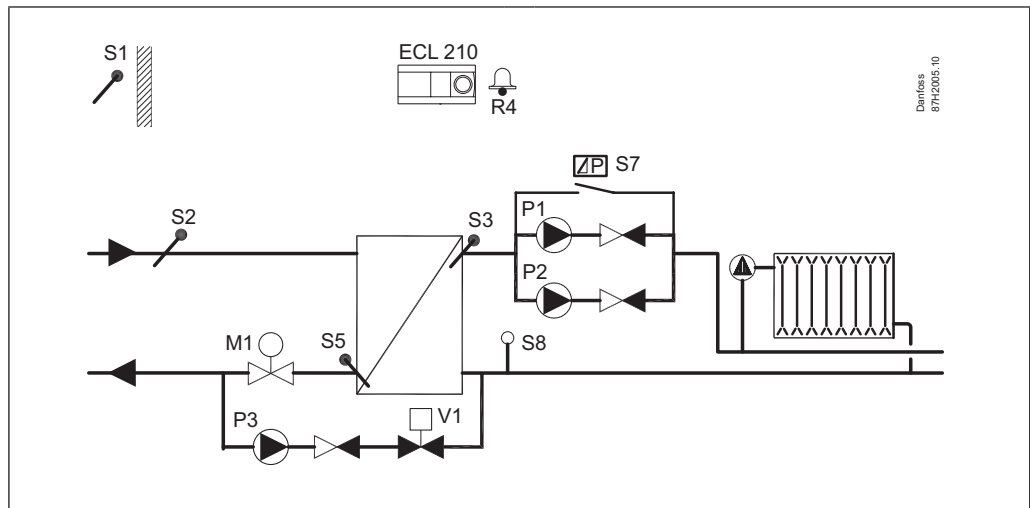 S1
ECL 210
R4
Danfoss
87H2005.10
P S7
P1
S2
S3
P2
M1
S5
S8
P3
V1